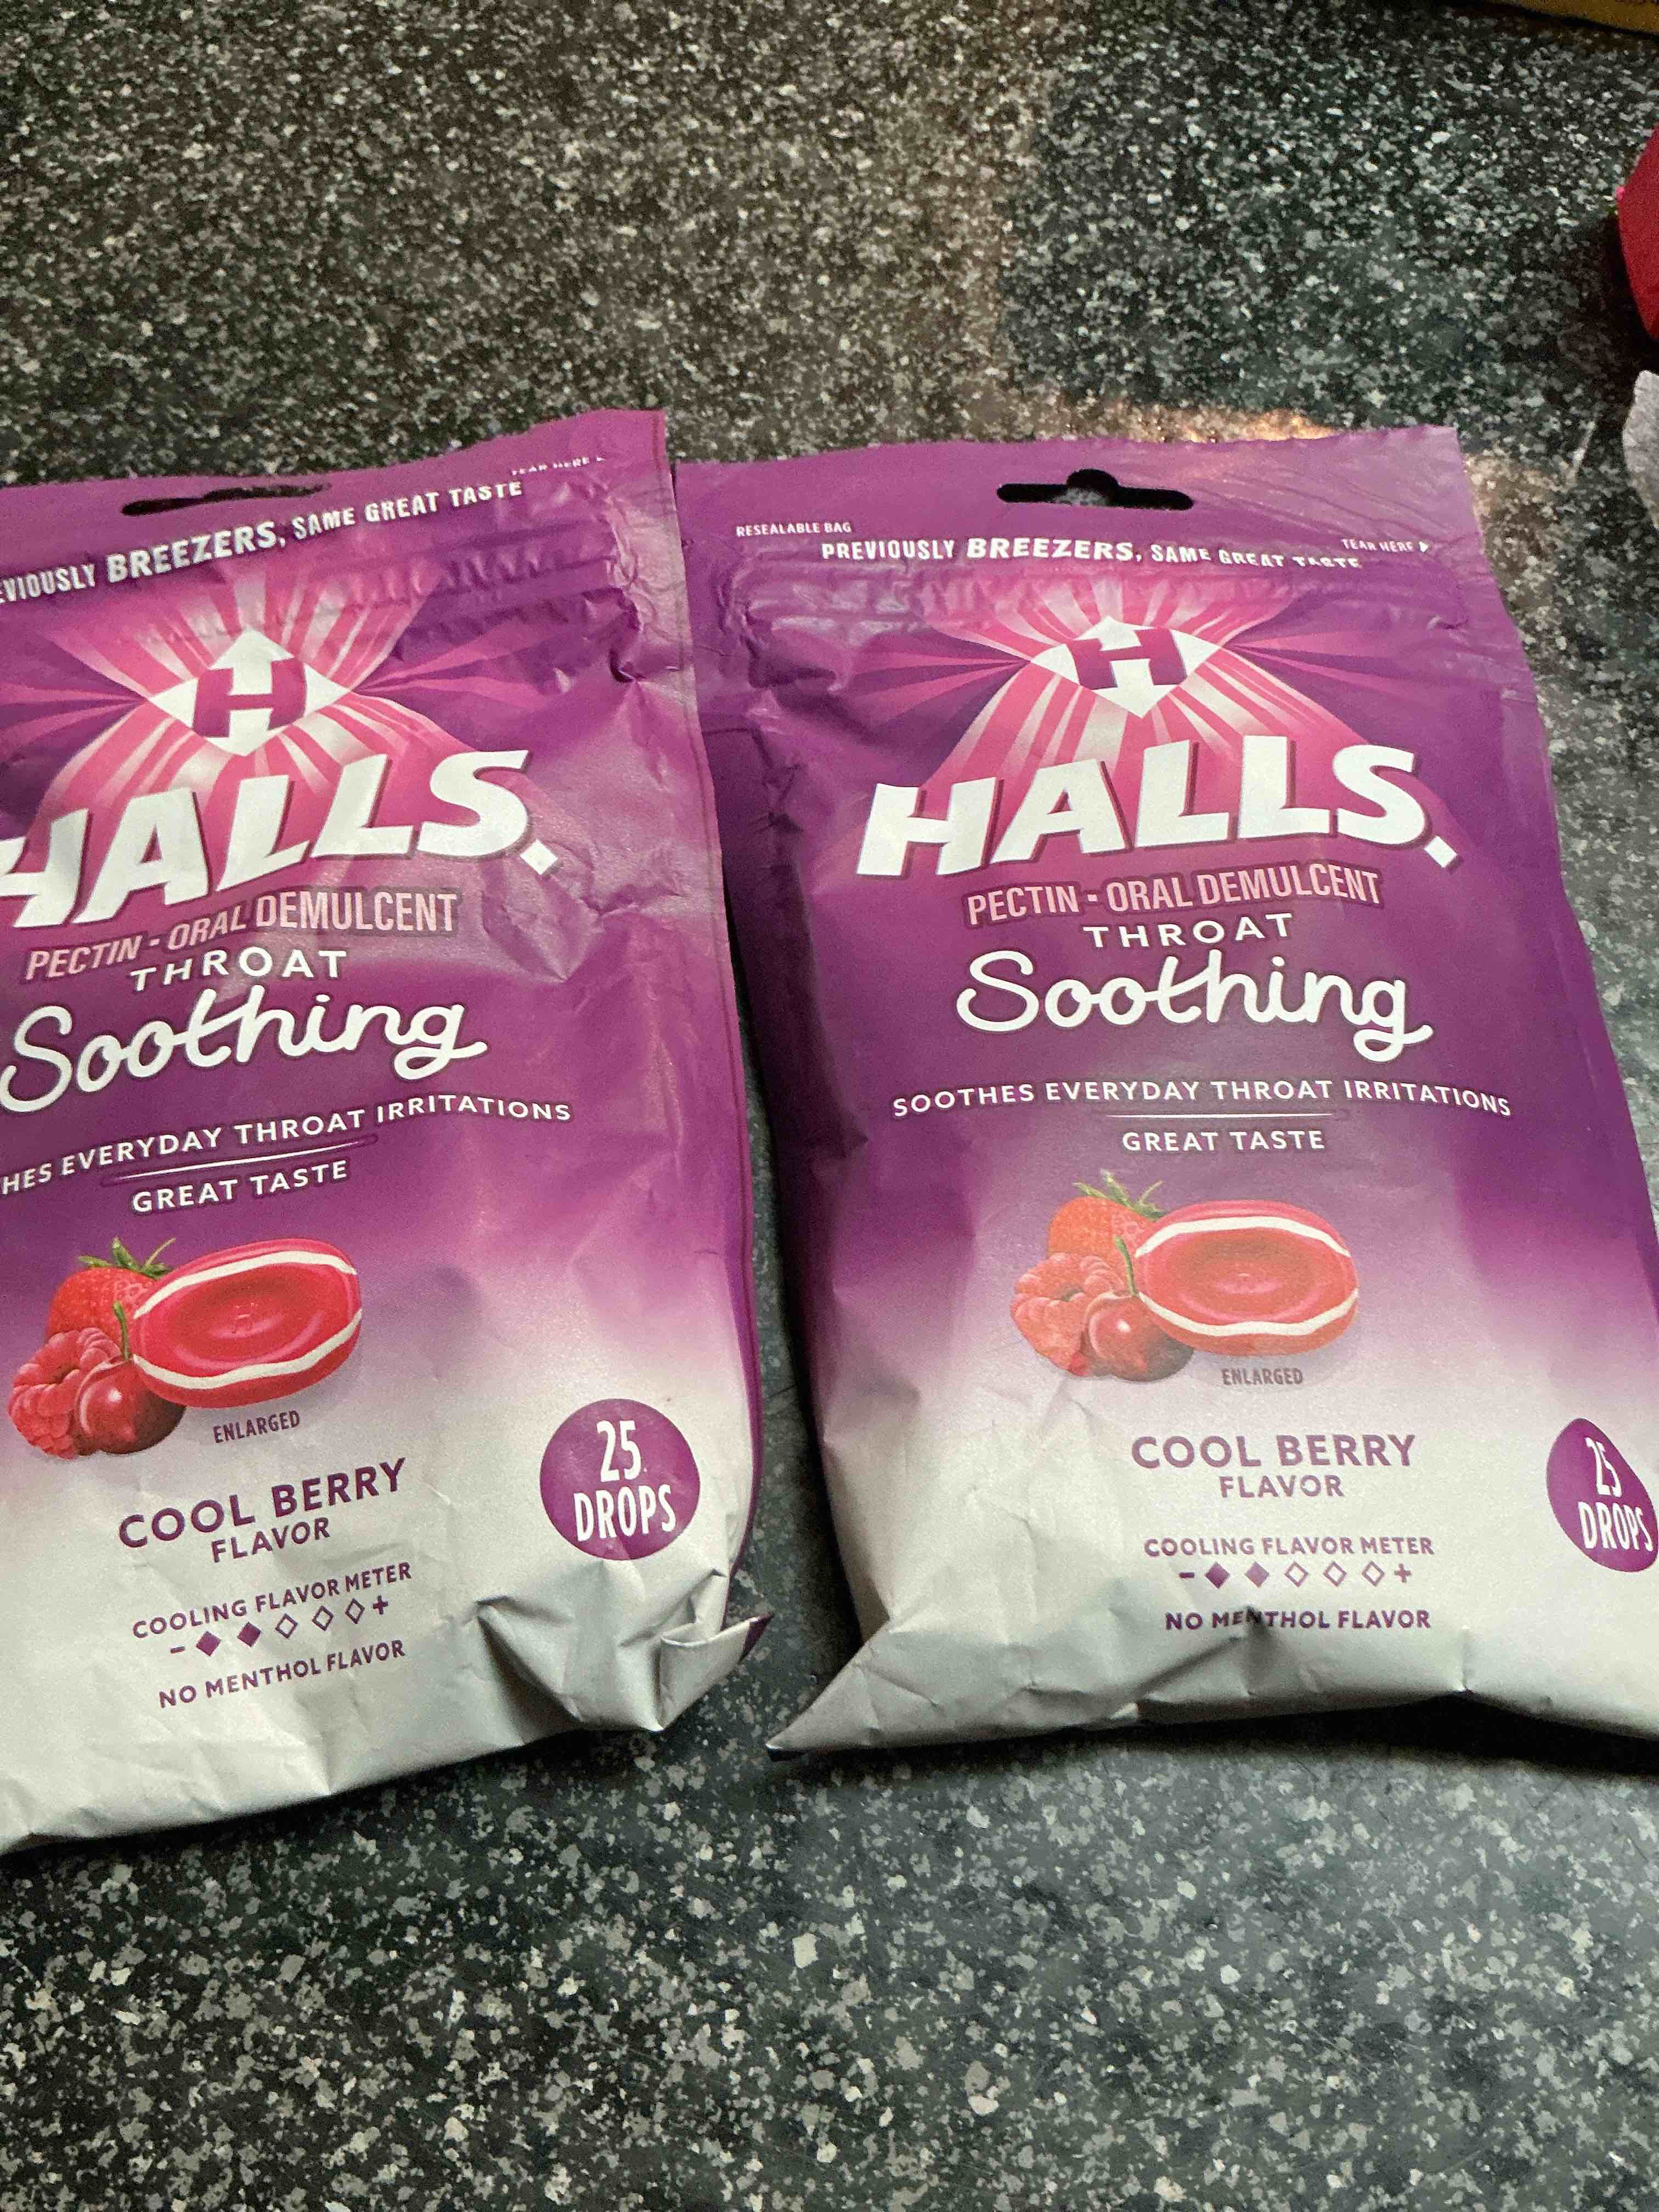 TEAR HERE
EVIOUSLY BREEZERS, SAME GREAT TASTE
H
HALLS
PECTIN - ORAL DEMULCENT
THROAT
Soothing
HES EVERYDAY THROAT IRRITATIONS
GREAT TASTE
ENLARGED
25
DROPS
COOL BERRY
FLAVOR
COOLING FLAVOR METER
- +
NO MENTHOL FLAVOR
RESEALABLE BAG
TEAR HERE
PREVIOUSLY BREEZERS, SAME GREAT TASTE
H
HALLS
PECTIN - ORAL DEMULCENT
THROAT
Soothing
SOOTHES EVERYDAY THROAT IRRITATIONS
GREAT TASTE
ENLARGED
COOL BERRY
FLAVOR
25
DROPS
COOLING FLAVOR METER
- +
NO MENTHOL FLAVOR